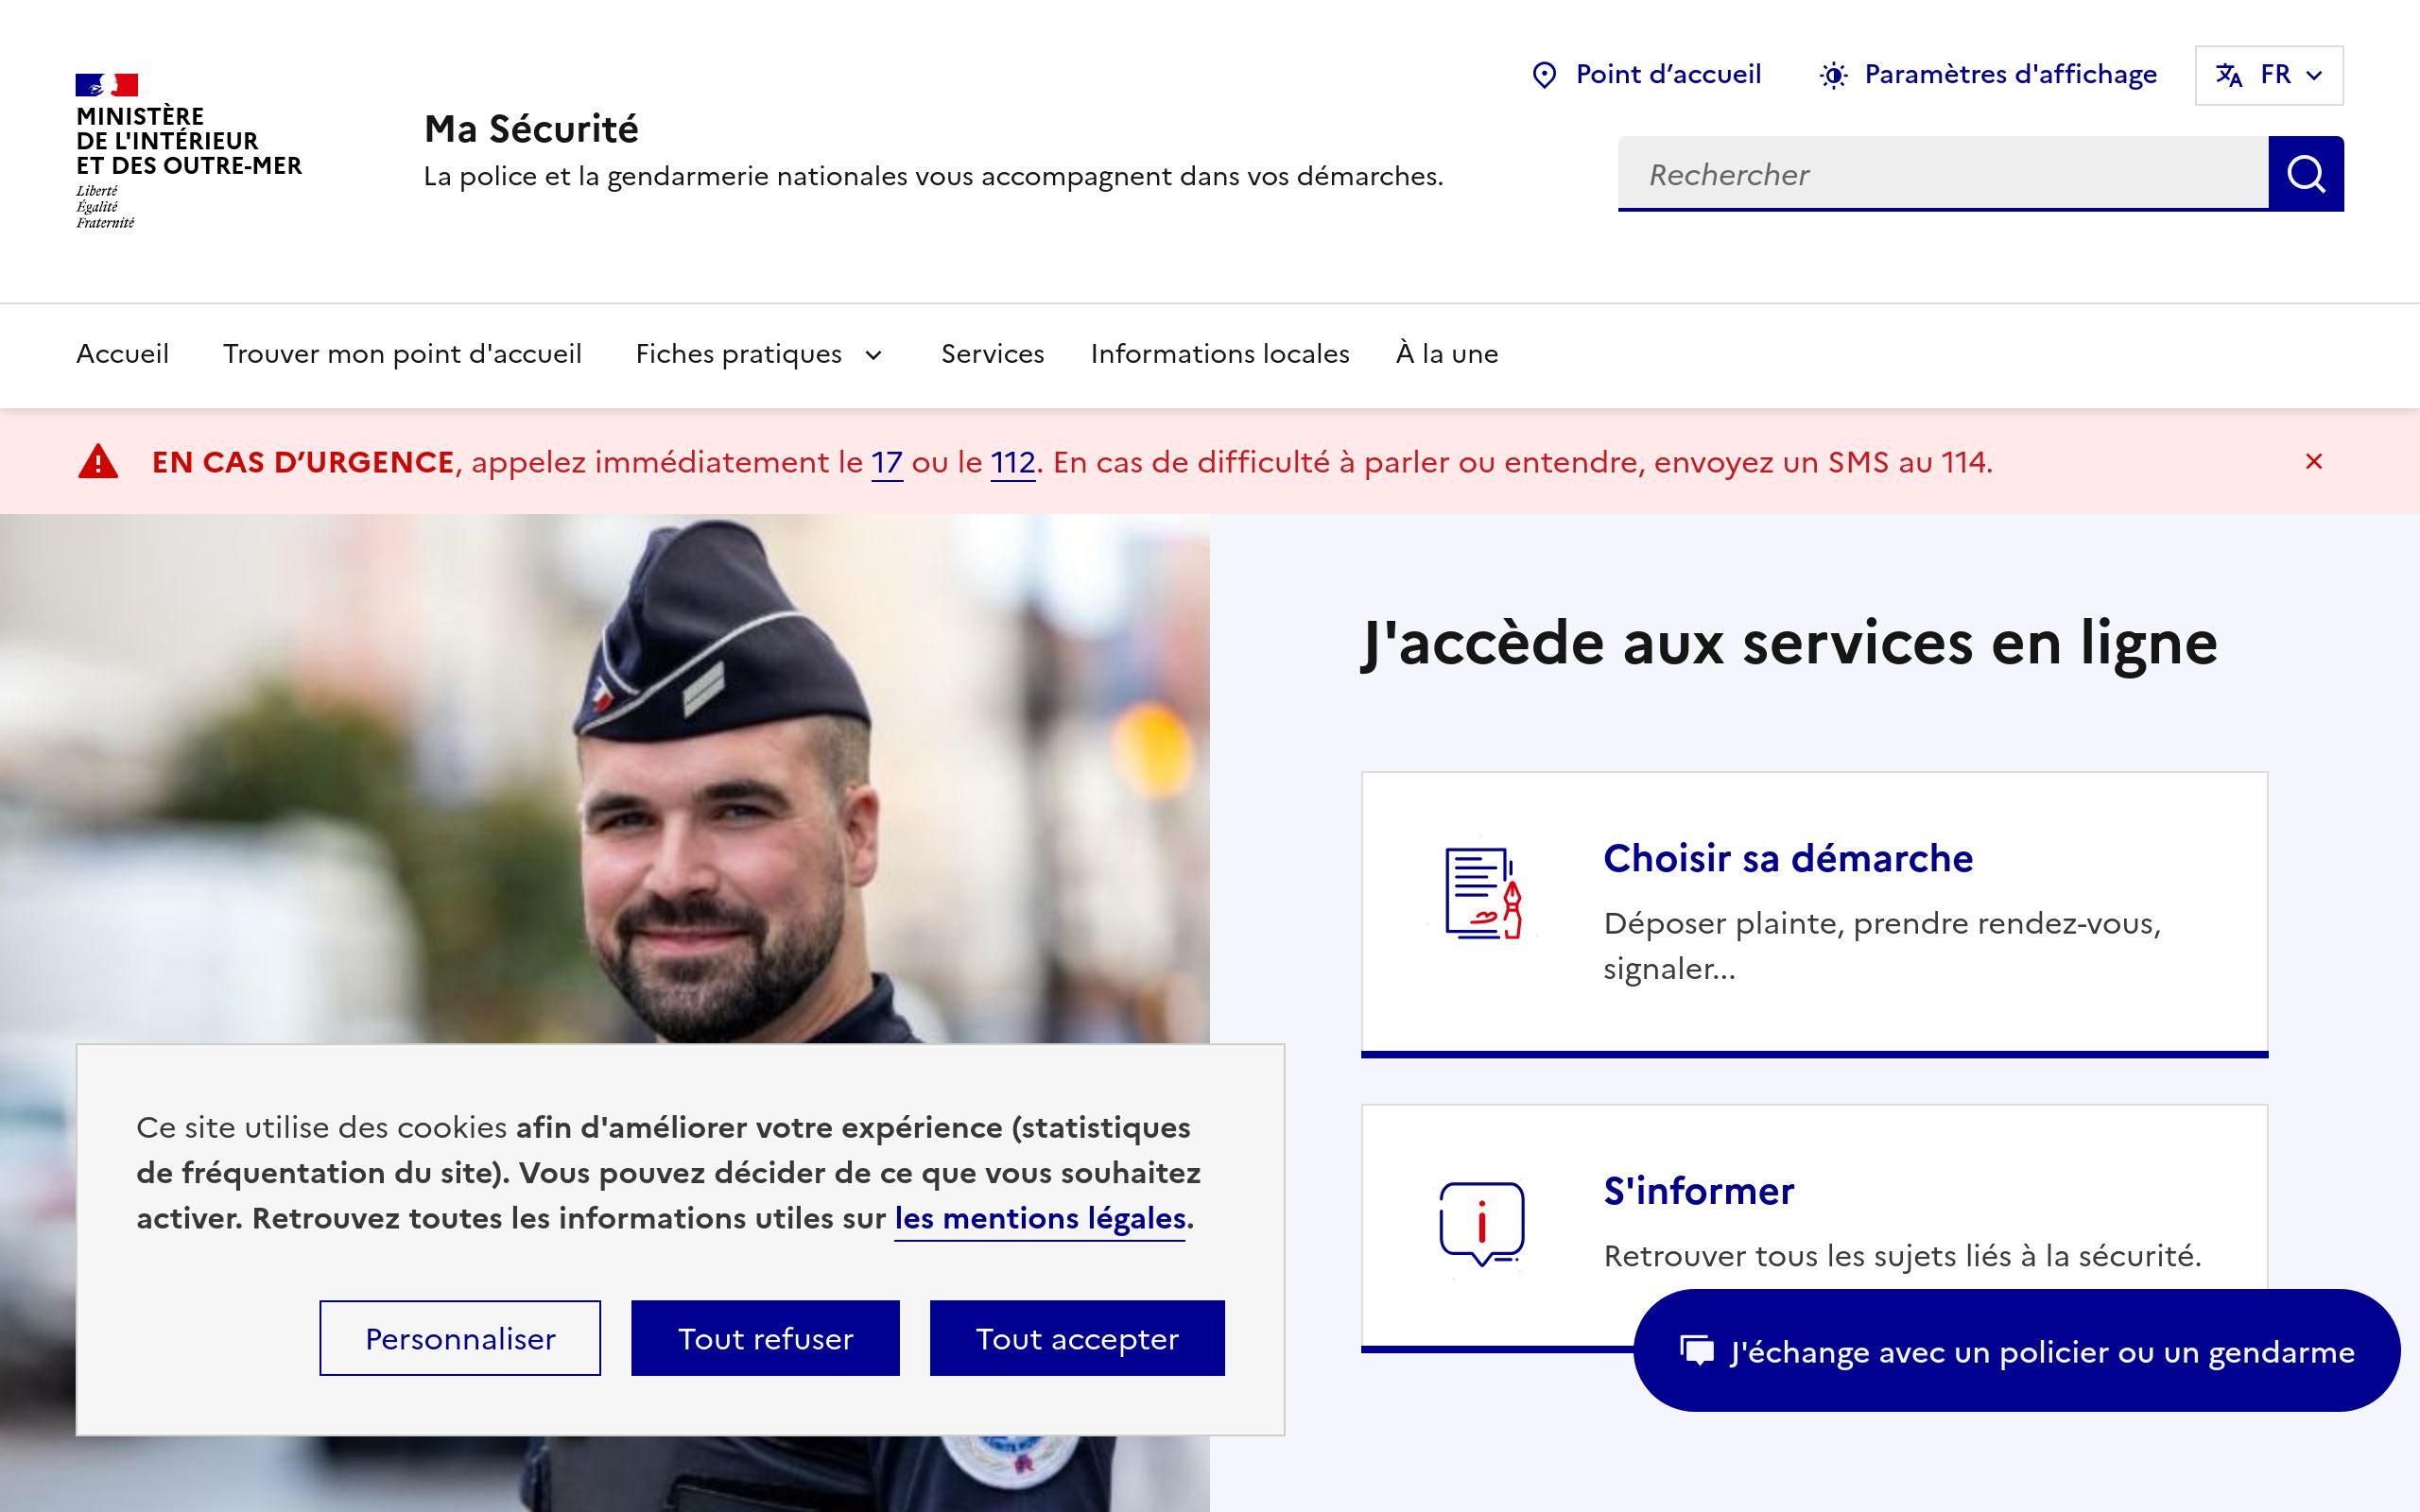 MINISTÈRE
DE L'INTÉRIEUR
ET DES OUTRE-MER
Liberté
Égalité
Fraternité
Ma Sécurité
La police et la gendarmerie nationales vous accompagnent dans vos démarches.
Point d’accueil
Paramètres d'affichage
FR
Rechercher
Accueil
Trouver mon point d'accueil
Fiches pratiques
Services
Informations locales
À la une
EN CAS D’URGENCE, appelez immédiatement le 17 ou le 112. En cas de difficulté à parler ou entendre, envoyez un SMS au 114.
J'accède aux services en ligne
Choisir sa démarche
Déposer plainte, prendre rendez-vous,
signaler...
S'informer
Retrouver tous les sujets liés à la sécurité.
Ce site utilise des cookies afin d'améliorer votre expérience (statistiques
de fréquentation du site). Vous pouvez décider de ce que vous souhaitez
activer. Retrouvez toutes les informations utiles sur les mentions légales.
Personnaliser
Tout refuser
Tout accepter
J'échange avec un policier ou un gendarme